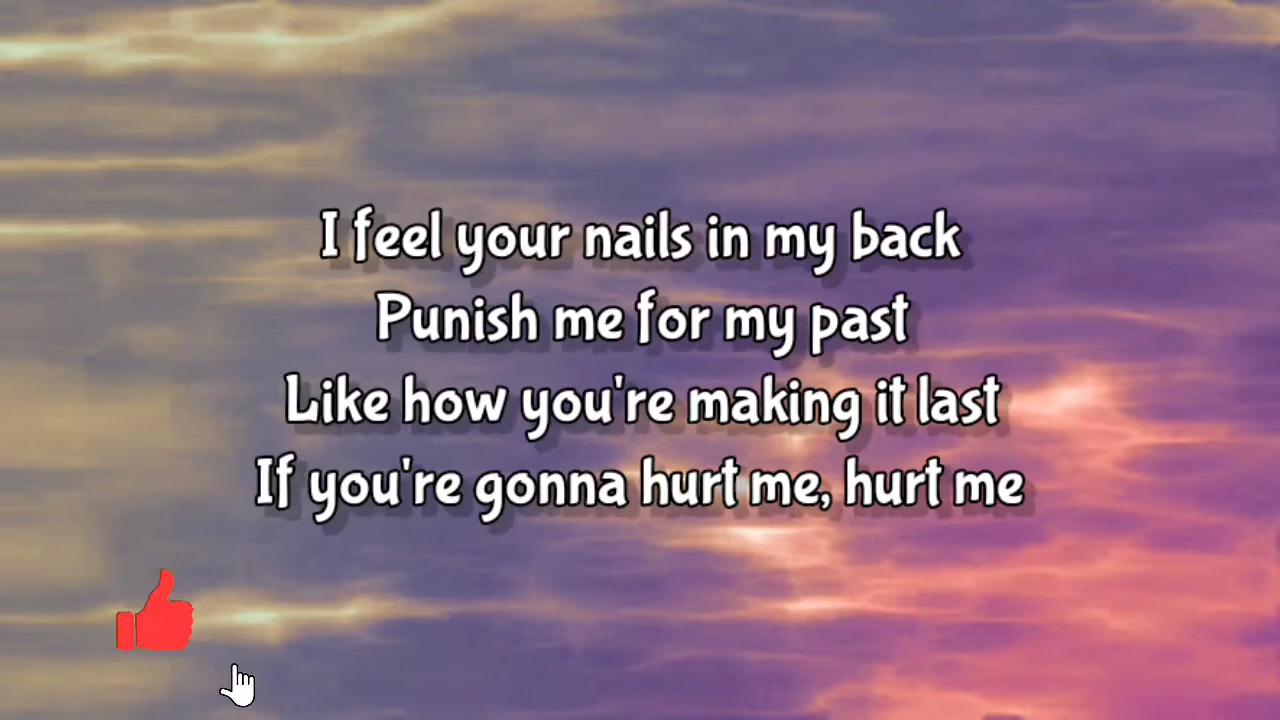 I feel your nails in my back
Punish me for my past
Like how you're making it last
If you're gonna hurt me, hurt me